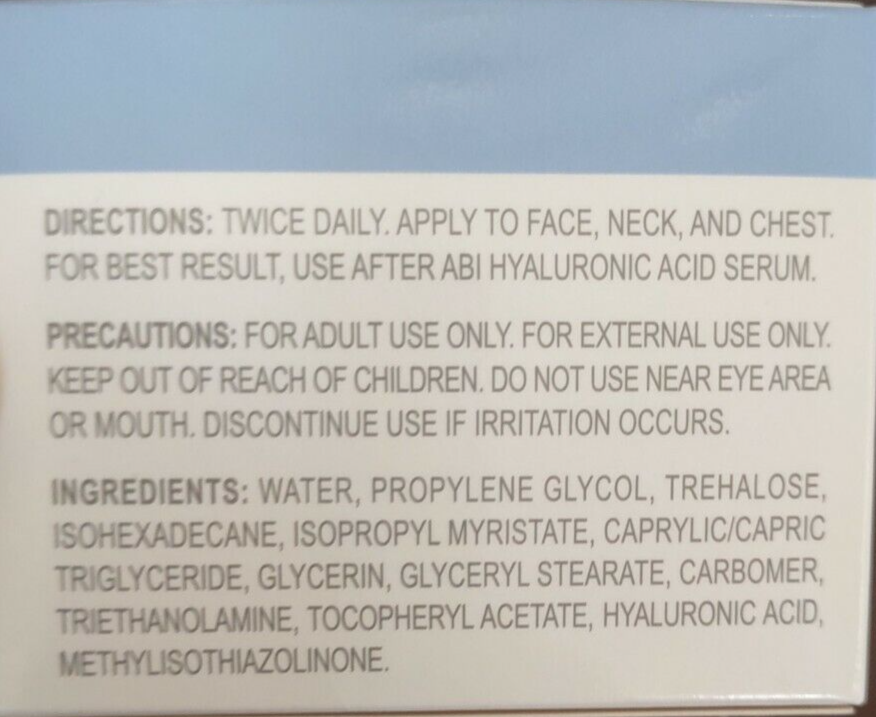 DIRECTIONS: TWICE DAILY. APPLY TO FACE, NECK, AND CHEST.
FOR BEST RESULT, USE AFTER ABI HYALURONIC ACID SERUM.
PRECAUTIONS: FOR ADULT USE ONLY. FOR EXTERNAL USE ONLY.
KEEP OUT OF REACH OF CHILDREN. DO NOT USE NEAR EYE AREA
OR MOUTH. DISCONTINUE USE IF IRRITATION OCCURS.
INGREDIENTS: WATER, PROPYLENE GLYCOL, TREHALOSE,
ISOHEXADECANE, ISOPROPYL MYRISTATE, CAPRYLIC/CAPRIC
TRIGLYCERIDE, GLYCERIN, GLYCERYL STEARATE, CARBOMER,
TRIETHANOLAMINE, TOCOPHERYL ACETATE, HYALURONIC ACID,
METHYLISOTHIAZOLINONE.